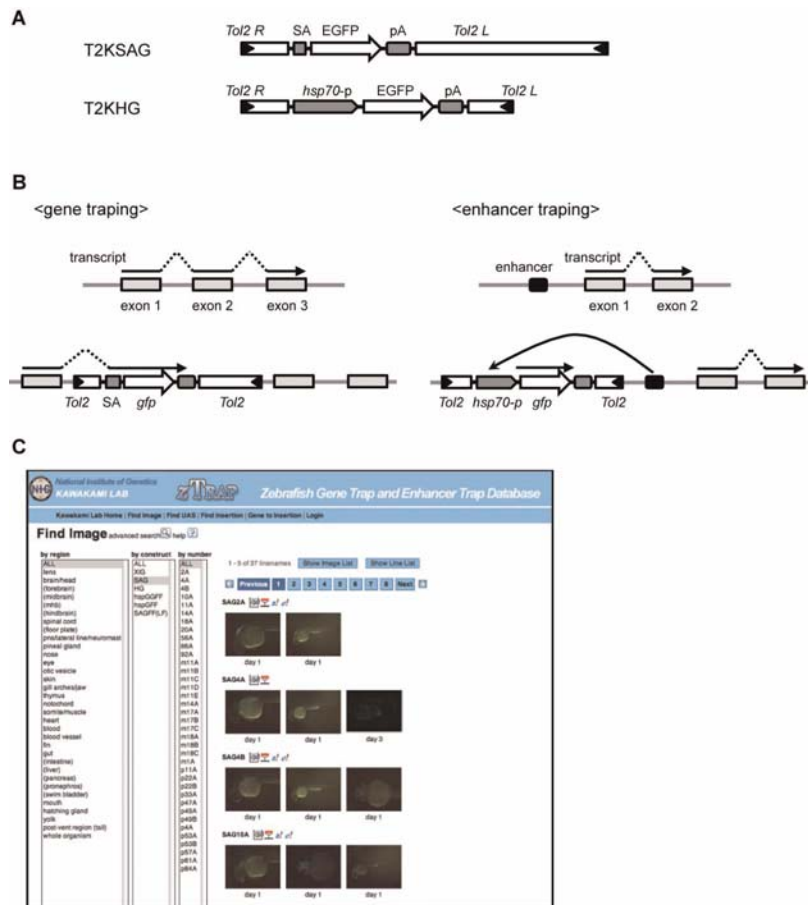 A
Tol2 R SA EGFP pA Tol2 L
T2KSAG
Tol2 R hsp70-p EGFP pA Tol2 L
T2KHG
B
<gene traping>
transcript
exon 1 exon 2 exon 3
Tol2 SA gfp Tol2
<enhancer traping>
enhancer transcript
exon 1 exon 2
Tol2 hsp70-p gfp Tol2
C
National Institute of Genetics
KAWAKAMI LAB
zTRAP
Zebrafish Gene Trap and Enhancer Trap Database
Kawakami Lab Home | Find Image | Find UAS | Find Insertion | Gene to Insertion | Login
Find Image advanced search help
by region
ALL
lens
brain/head
(forebrain)
(midbrain)
(mhb)
(hindbrain)
spinal cord
(floor plate)
pns/lateral line/neuromast
pineal gland
nose
eye
otic vesicle
skin
gill arches/jaw
thymus
notochord
somite/muscle
heart
blood
blood vessel
fin
gut
(intestine)
(liver)
(pancreas)
(pronephros)
(swim bladder)
mouth
hatching gland
yolk
post-vent region (tail)
whole organism
by construct
ALL
XIG
SAG
HG
hspGGFF
hspGFF
SAGFF(LF)
by number
ALL
2A
4A
4B
10A
11A
14A
18A
20A
56A
86A
92A
m11A
m11B
m11C
m11D
m11E
m14A
m17A
m17B
m17C
m18A
m18B
m18C
m1A
p11A
p22A
p22B
p33A
p47A
p48A
p49B
p4A
p53A
p53B
p57A
p61A
p84A
1 - 5 of 37 linenames Show Image List Show Line List
Previous 1 2 3 4 5 6 7 8 Next
SAG2A
day 1 day 1
SAG4A
day 1 day 1 day 3
SAG4B
day 1 day 1 day 1
SAG10A
day 1 day 1 day 1